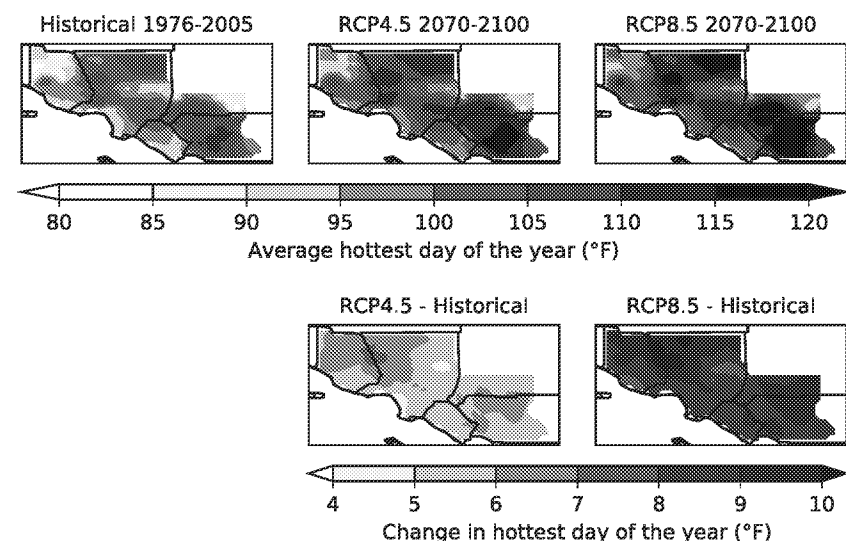 Historical 1976-2005 RCP4.5 2070-2100 RCP8.5 2070-2100
80 85 90 95 100 105 110 115 120
Average hottest day of the year (°F)
RCP4.5 - Historical RCP8.5 - Historical
4 5 6 7 8 9 10
Change in hottest day of the year (°F)